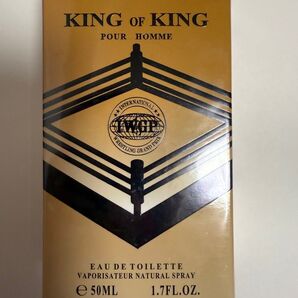 KING OF KING
POUR HOMME
INTERNATIONAL
IWGP
WRESTLING GRAND PRIX
EAU DE TOILETTE
VAPORISATEUR NATURAL SPRAY
℮ 50ML 1.7FL.OZ.